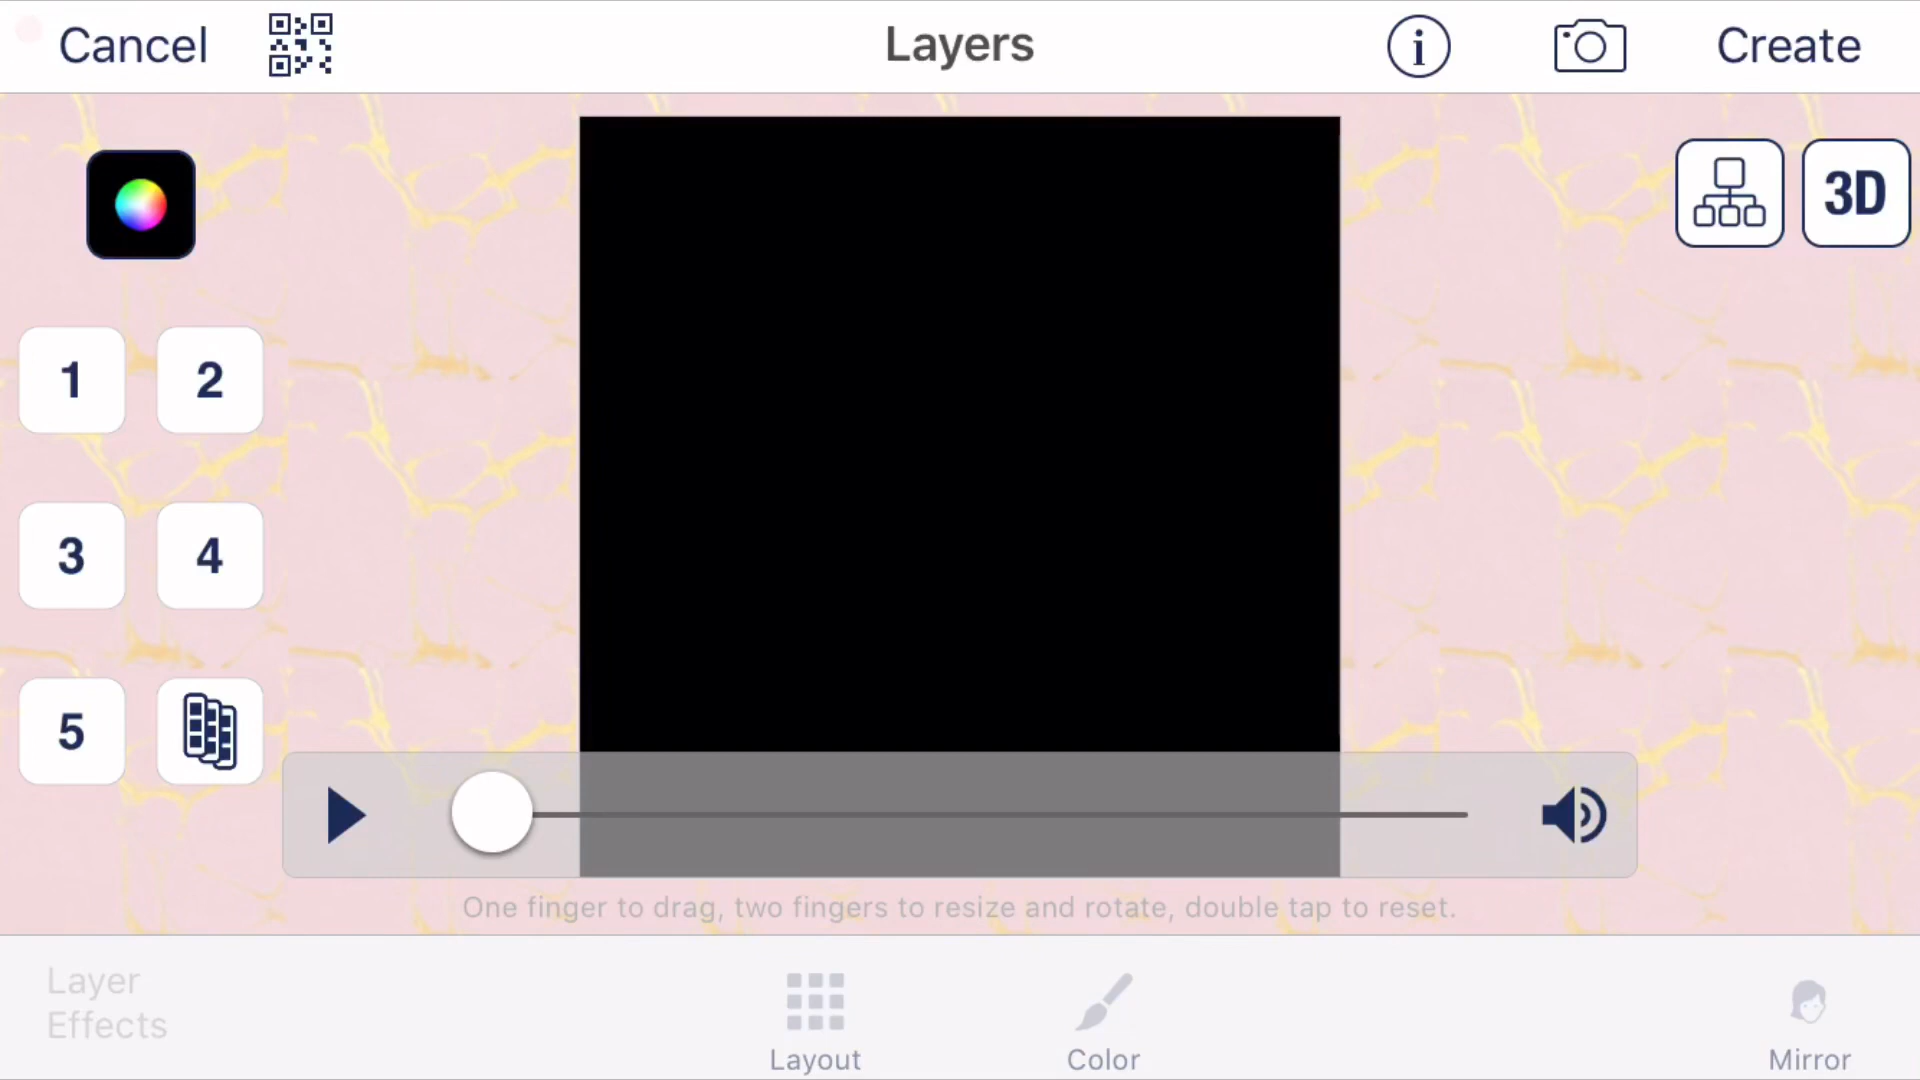 Cancel
Layers
i
Create
3D
1
2
3
4
5
One finger to drag, two fingers to resize and rotate, double tap to reset.
Layer
Effects
Layout
Color
Mirror